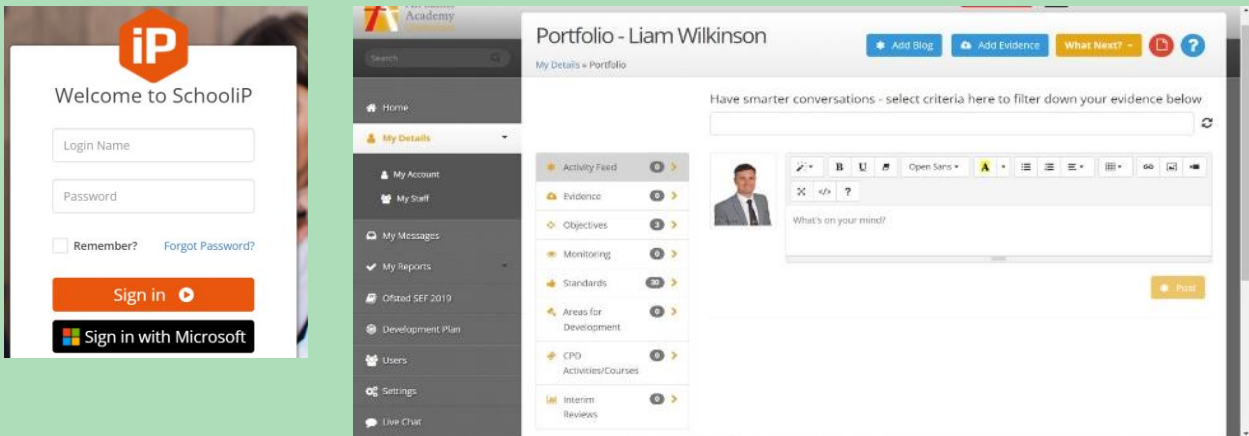 iP
Welcome to SchooliP
Login Name
Password
Remember? Forgot Password?
Sign in
Sign in with Microsoft
Academy
Search
Home
My Details
My Account
My Staff
My Messages
My Reports
Ofsted SEF 2019
Development Plan
Users
Settings
Live Chat
Portfolio - Liam Wilkinson
My Details » Portfolio
Add Blog
Add Evidence
What Next?
?
Have smarter conversations - select criteria here to filter down your evidence below
Activity Feed 0
Evidence 0
Objectives 3
Monitoring 0
Standards 30
Areas for 0
Development
CPD 0
Activities/Courses
Interim 0
Reviews
B U Open Sans A
</> ?
What's on your mind?
Post